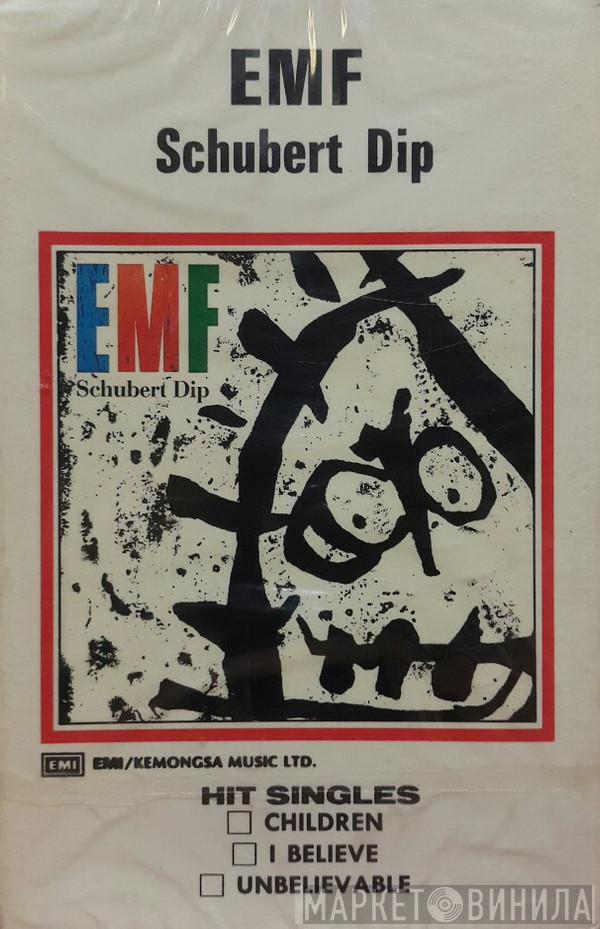 EMF
Schubert Dip
EMF
Schubert Dip
EMI EMI/KEMONGSA MUSIC LTD.
HIT SINGLES
CHILDREN
I BELIEVE
UNBELIEVABLE
МАРКЕТ ВИНИЛА